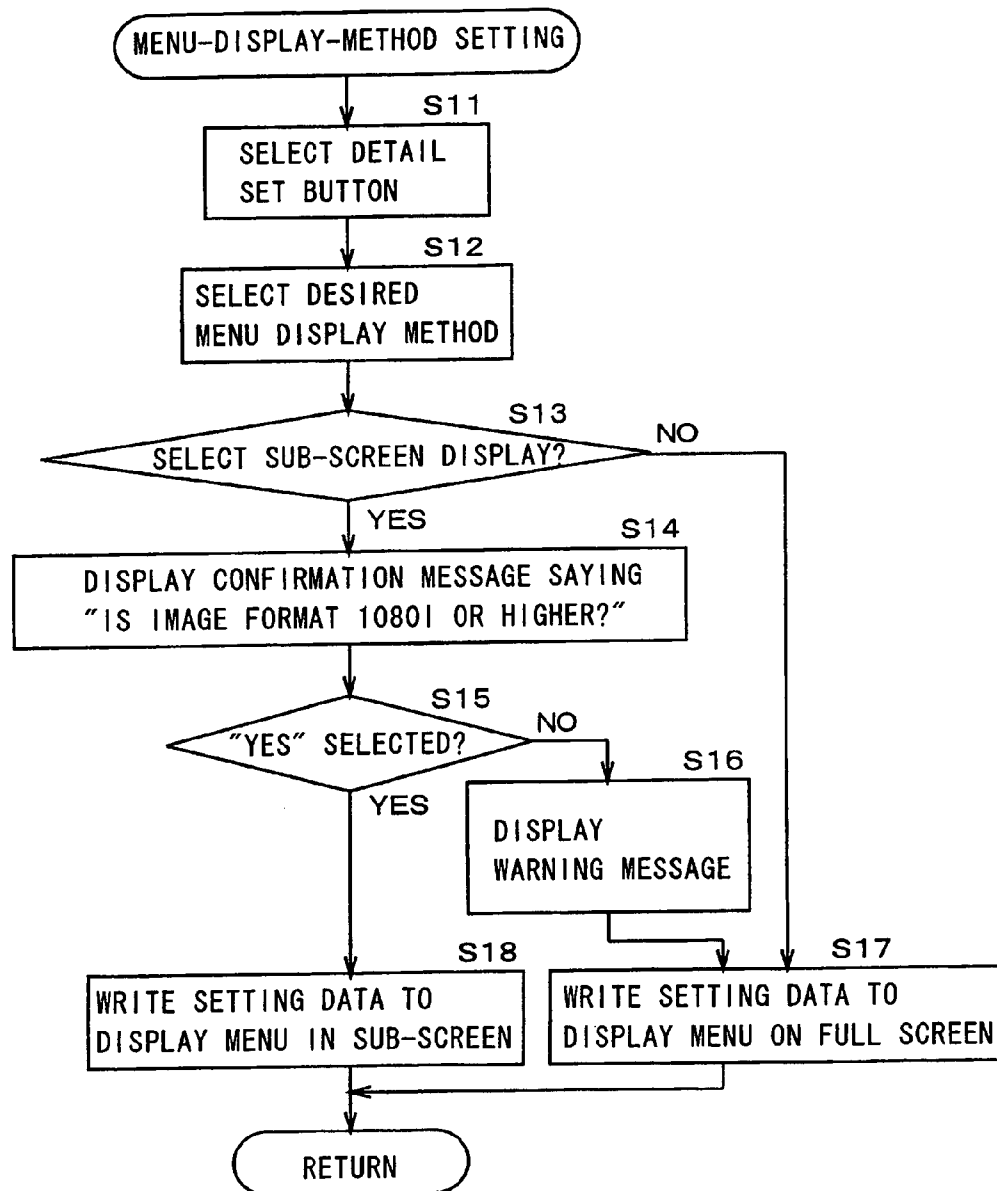 MENU-DISPLAY-METHOD SETTING
S11
SELECT DETAIL
SET BUTTON
S12
SELECT DESIRED
MENU DISPLAY METHOD
S13
SELECT SUB-SCREEN DISPLAY?
NO
YES
S14
DISPLAY CONFIRMATION MESSAGE SAYING
"IS IMAGE FORMAT 1080I OR HIGHER?"
S15
"YES" SELECTED?
NO
YES
S16
DISPLAY
WARNING MESSAGE
S18
WRITE SETTING DATA TO
DISPLAY MENU IN SUB-SCREEN
S17
WRITE SETTING DATA TO
DISPLAY MENU ON FULL SCREEN
RETURN